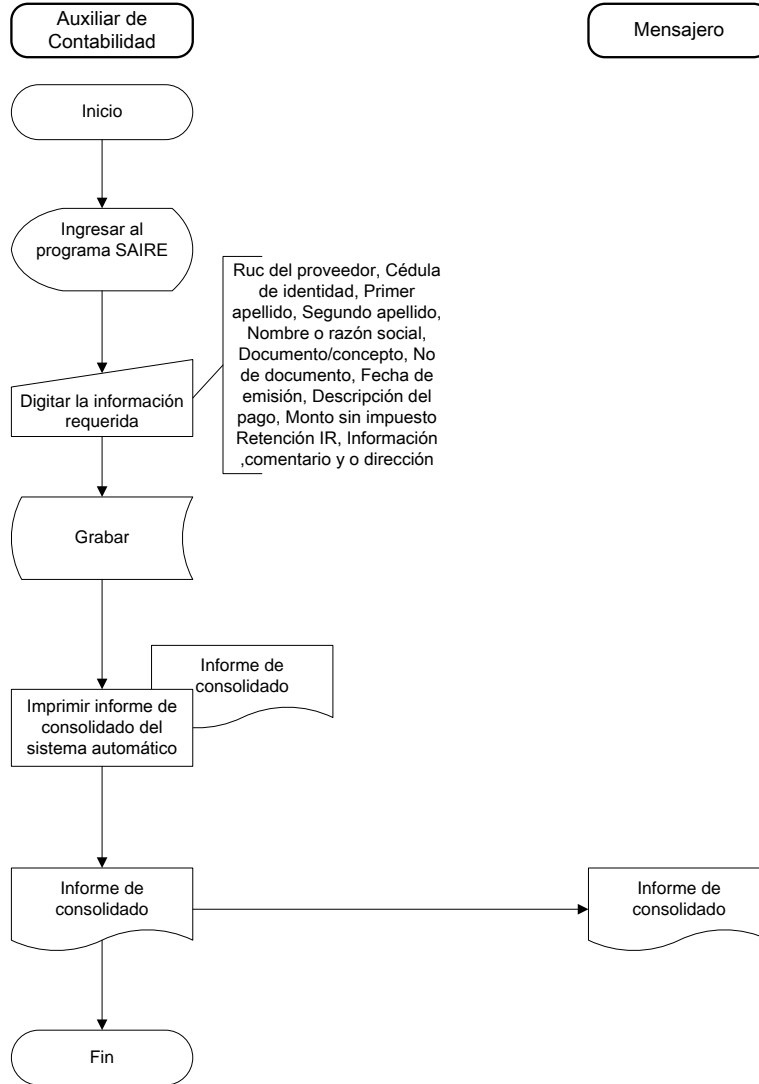 Auxiliar de
Contabilidad
Mensajero
Inicio
Ingresar al
programa SAIRE
Ruc del proveedor, Cédula
de identidad, Primer
apellido, Segundo apellido,
Nombre o razón social,
Documento/concepto, No
de documento, Fecha de
emisión, Descripción del
pago, Monto sin impuesto
Retención IR, Información
,comentario y o dirección
Digitar la información
requerida
Grabar
Informe de
consolidado
Imprimir informe de
consolidado del
sistema automático
Informe de
consolidado
Informe de
consolidado
Fin